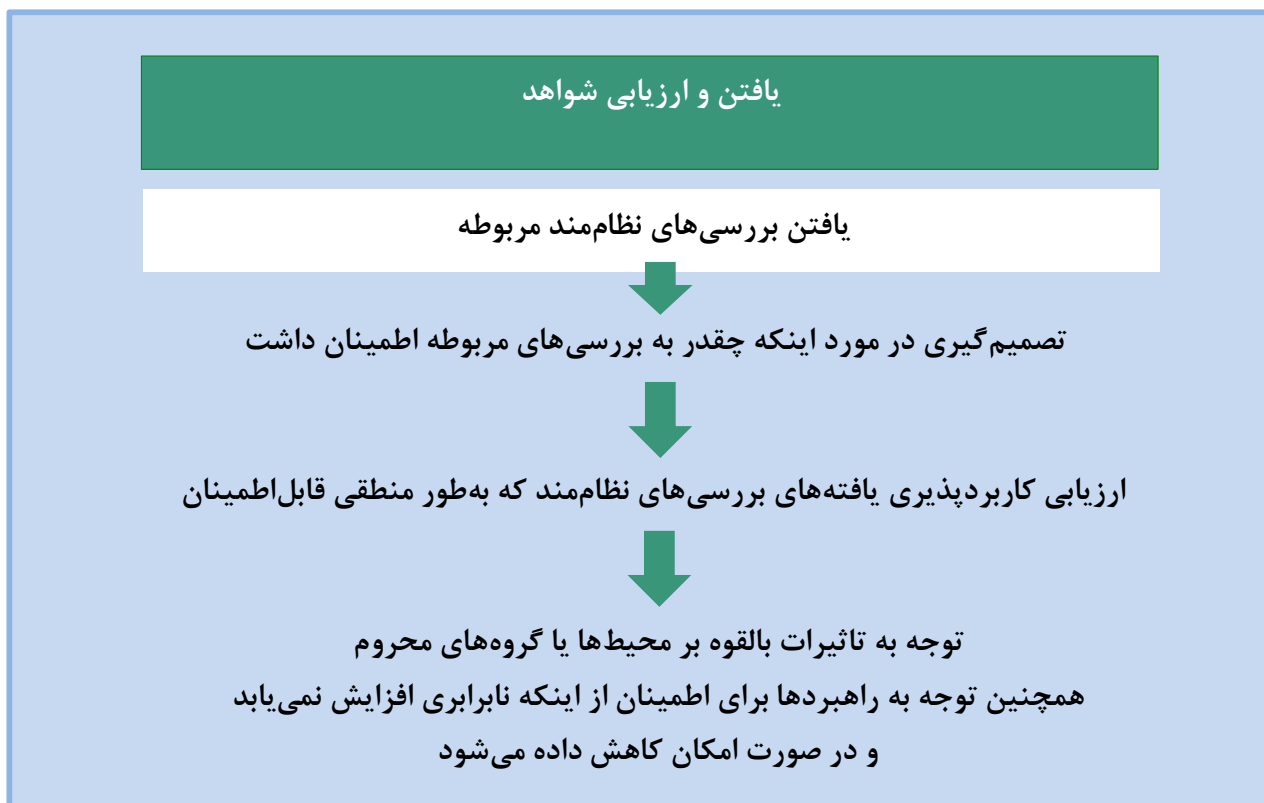 یافتن و ارزیابی شواهد
یافتن بررسی‌های نظام‌مند مربوطه
تصمیم‌گیری در مورد اینکه چقدر به بررسی‌های مربوطه اطمینان داشت
ارزیابی کاربردپذیری یافته‌های بررسی‌های نظام‌مند که به‌طور منطقی قابل‌اطمینان
توجه به تاثیرات بالقوه بر محیط‌ها یا گروه‌های محروم
همچنین توجه به راهبردها برای اطمینان از اینکه نابرابری افزایش نمی‌یابد
و در صورت امکان کاهش داده می‌شود